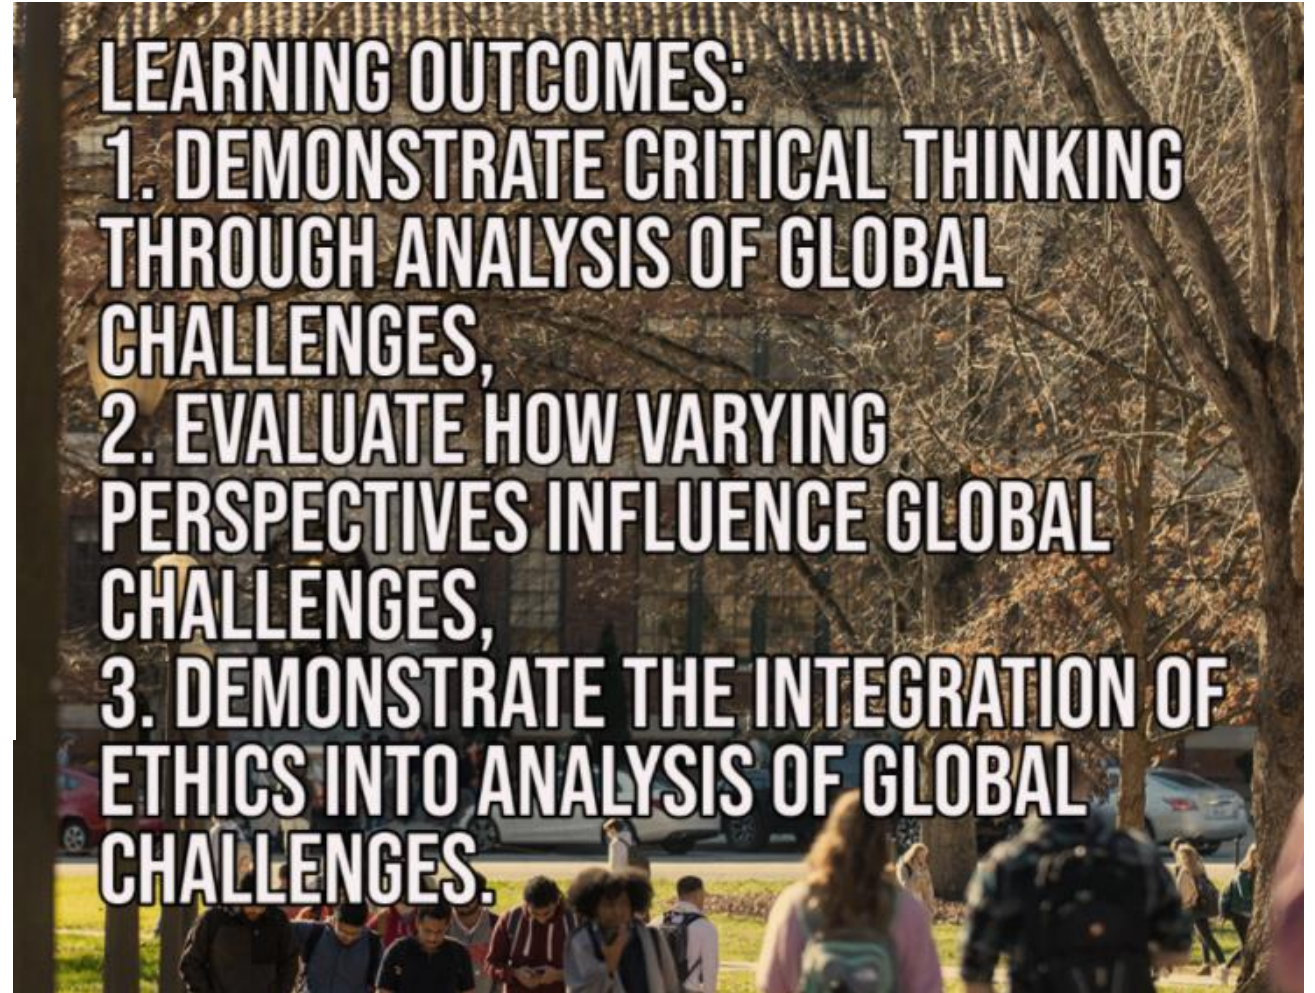 LEARNING OUTCOMES:
1. DEMONSTRATE CRITICAL THINKING
THROUGH ANALYSIS OF GLOBAL
CHALLENGES,
2. EVALUATE HOW VARYING
PERSPECTIVES INFLUENCE GLOBAL
CHALLENGES,
3. DEMONSTRATE THE INTEGRATION OF
ETHICS INTO ANALYSIS OF GLOBAL
CHALLENGES.